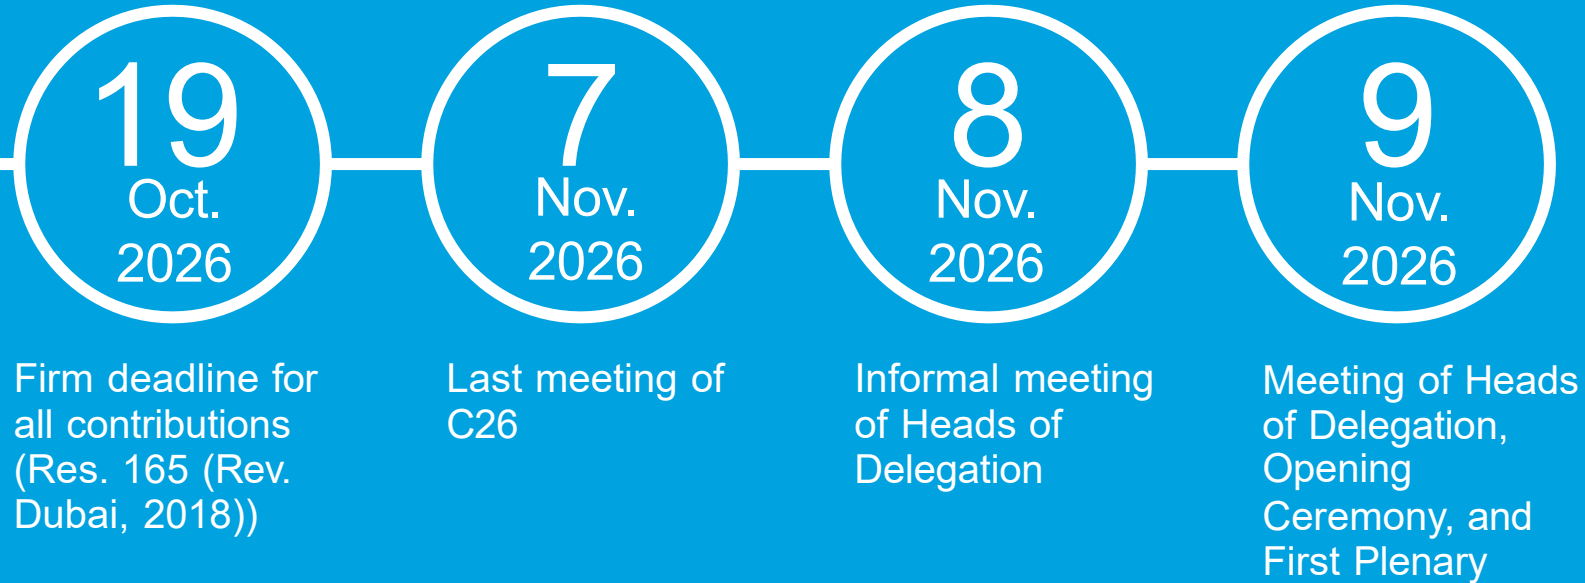 19
Oct.
2026
Firm deadline for
all contributions
(Res. 165 (Rev.
Dubai, 2018))
7
Nov.
2026
Last meeting of
C26
8
Nov.
2026
Informal meeting
of Heads of
Delegation
9
Nov.
2026
Meeting of Heads
of Delegation,
Opening
Ceremony, and
First Plenary